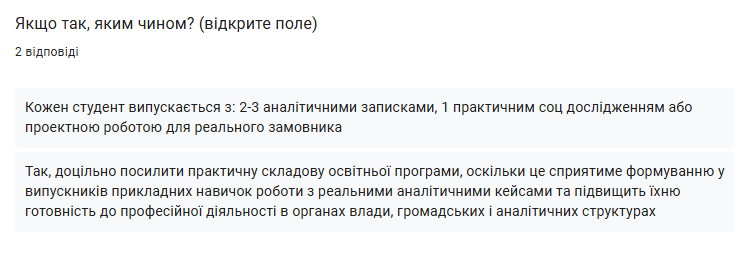 Якщо так, яким чином? (відкрите поле)
2 відповіді
Кожен студент випускається з: 2-3 аналітичними записками, 1 практичним соц дослідженням або
проектною роботою для реального замовника
Так, доцільно посилити практичну складову освітньої програми, оскільки це сприятиме формуванню у
випускників прикладних навичок роботи з реальними аналітичними кейсами та підвищить їхню
готовність до професійної діяльності в органах влади, громадських і аналітичних структурах